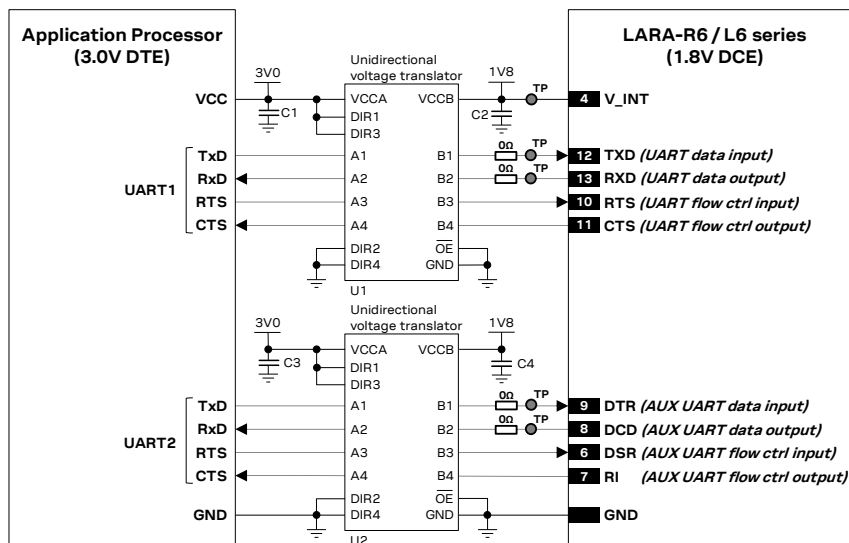 Application Processor
(3.0V DTE)
LARA-R6 / L6 series
(1.8V DCE)
Unidirectional
voltage translator
3V0
1V8
VCC
C1
VCCA
DIR1
DIR3
VCCB
C2
TP
4 V_INT
UART1
TxD
A1
B1
0Ω
TP
12 TXD (UART data input)
RxD
A2
B2
0Ω
TP
13 RXD (UART data output)
RTS
A3
B3
10 RTS (UART flow ctrl input)
CTS
A4
B4
11 CTS (UART flow ctrl output)
DIR2
DIR4
OE
GND
U1
Unidirectional
voltage translator
3V0
1V8
C3
VCCA
DIR1
DIR3
VCCB
C4
UART2
TxD
A1
B1
0Ω
TP
9 DTR (AUX UART data input)
RxD
A2
B2
0Ω
TP
8 DCD (AUX UART data output)
RTS
A3
B3
6 DSR (AUX UART flow ctrl input)
CTS
A4
B4
7 RI (AUX UART flow ctrl output)
DIR2
OE
GND
DIR4
GND
GND
U2